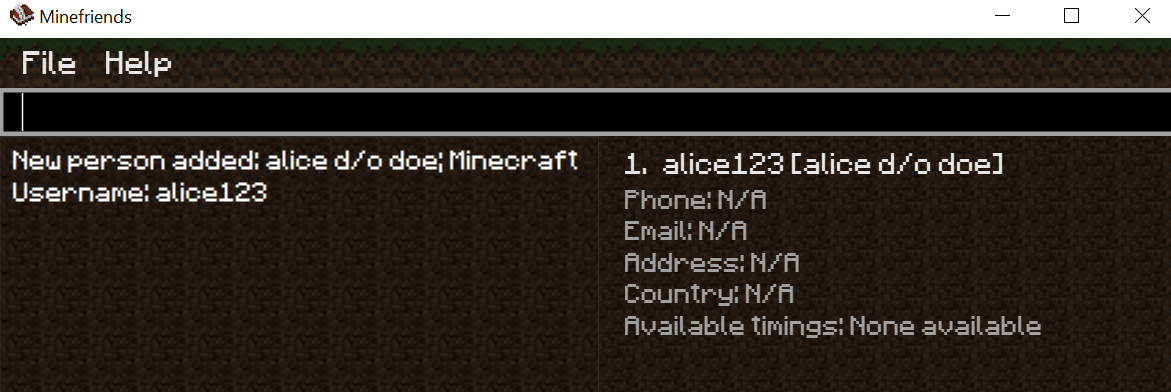 Minefriends
File Help
New person added: alice d/o doe; Minecraft
Username: alice123
1. alice123 [alice d/o doe]
Phone: N/A
Email: N/A
Address: N/A
Country: N/A
Available timings: None available